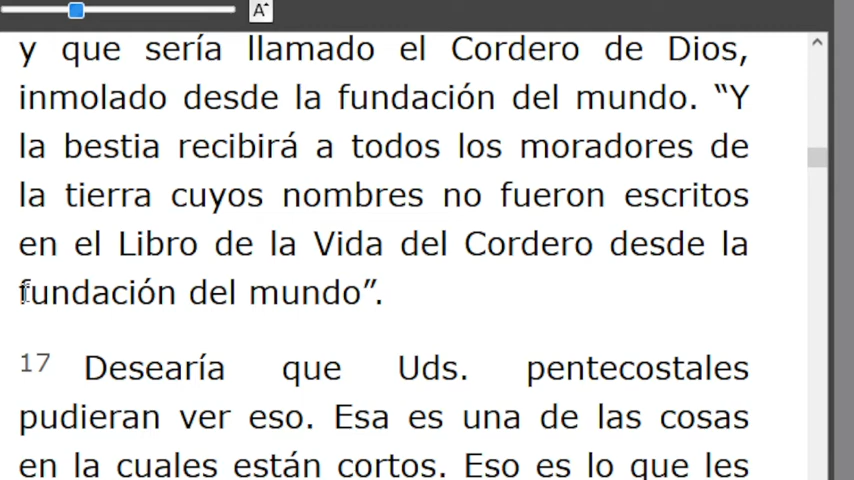 A
y que sería llamado el Cordero de Dios,
inmolado desde la fundación del mundo. “Y
la bestia recibirá a todos los moradores de
la tierra cuyos nombres no fueron escritos
en el Libro de la Vida del Cordero desde la
fundación del mundo”.
17 Desearía que Uds. pentecostales
pudieran ver eso. Esa es una de las cosas
en la cuales están cortos. Eso es lo que les